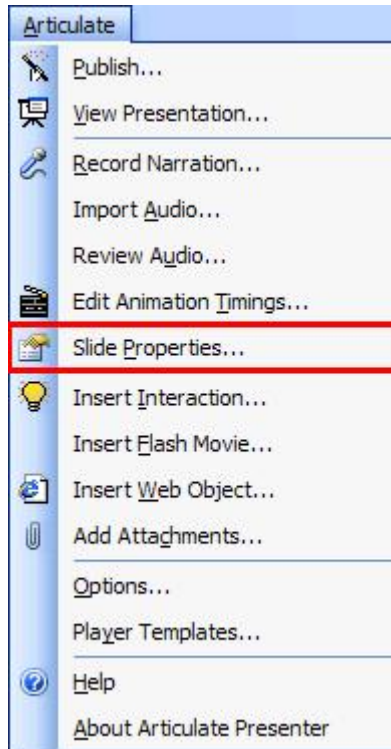 Articulate
Publish...
View Presentation...
Record Narration...
Import Audio...
Review Audio...
Edit Animation Timings...
Slide Properties...
Insert Interaction...
Insert Flash Movie...
Insert Web Object...
Add Attachments...
Options...
Player Templates...
Help
About Articulate Presenter